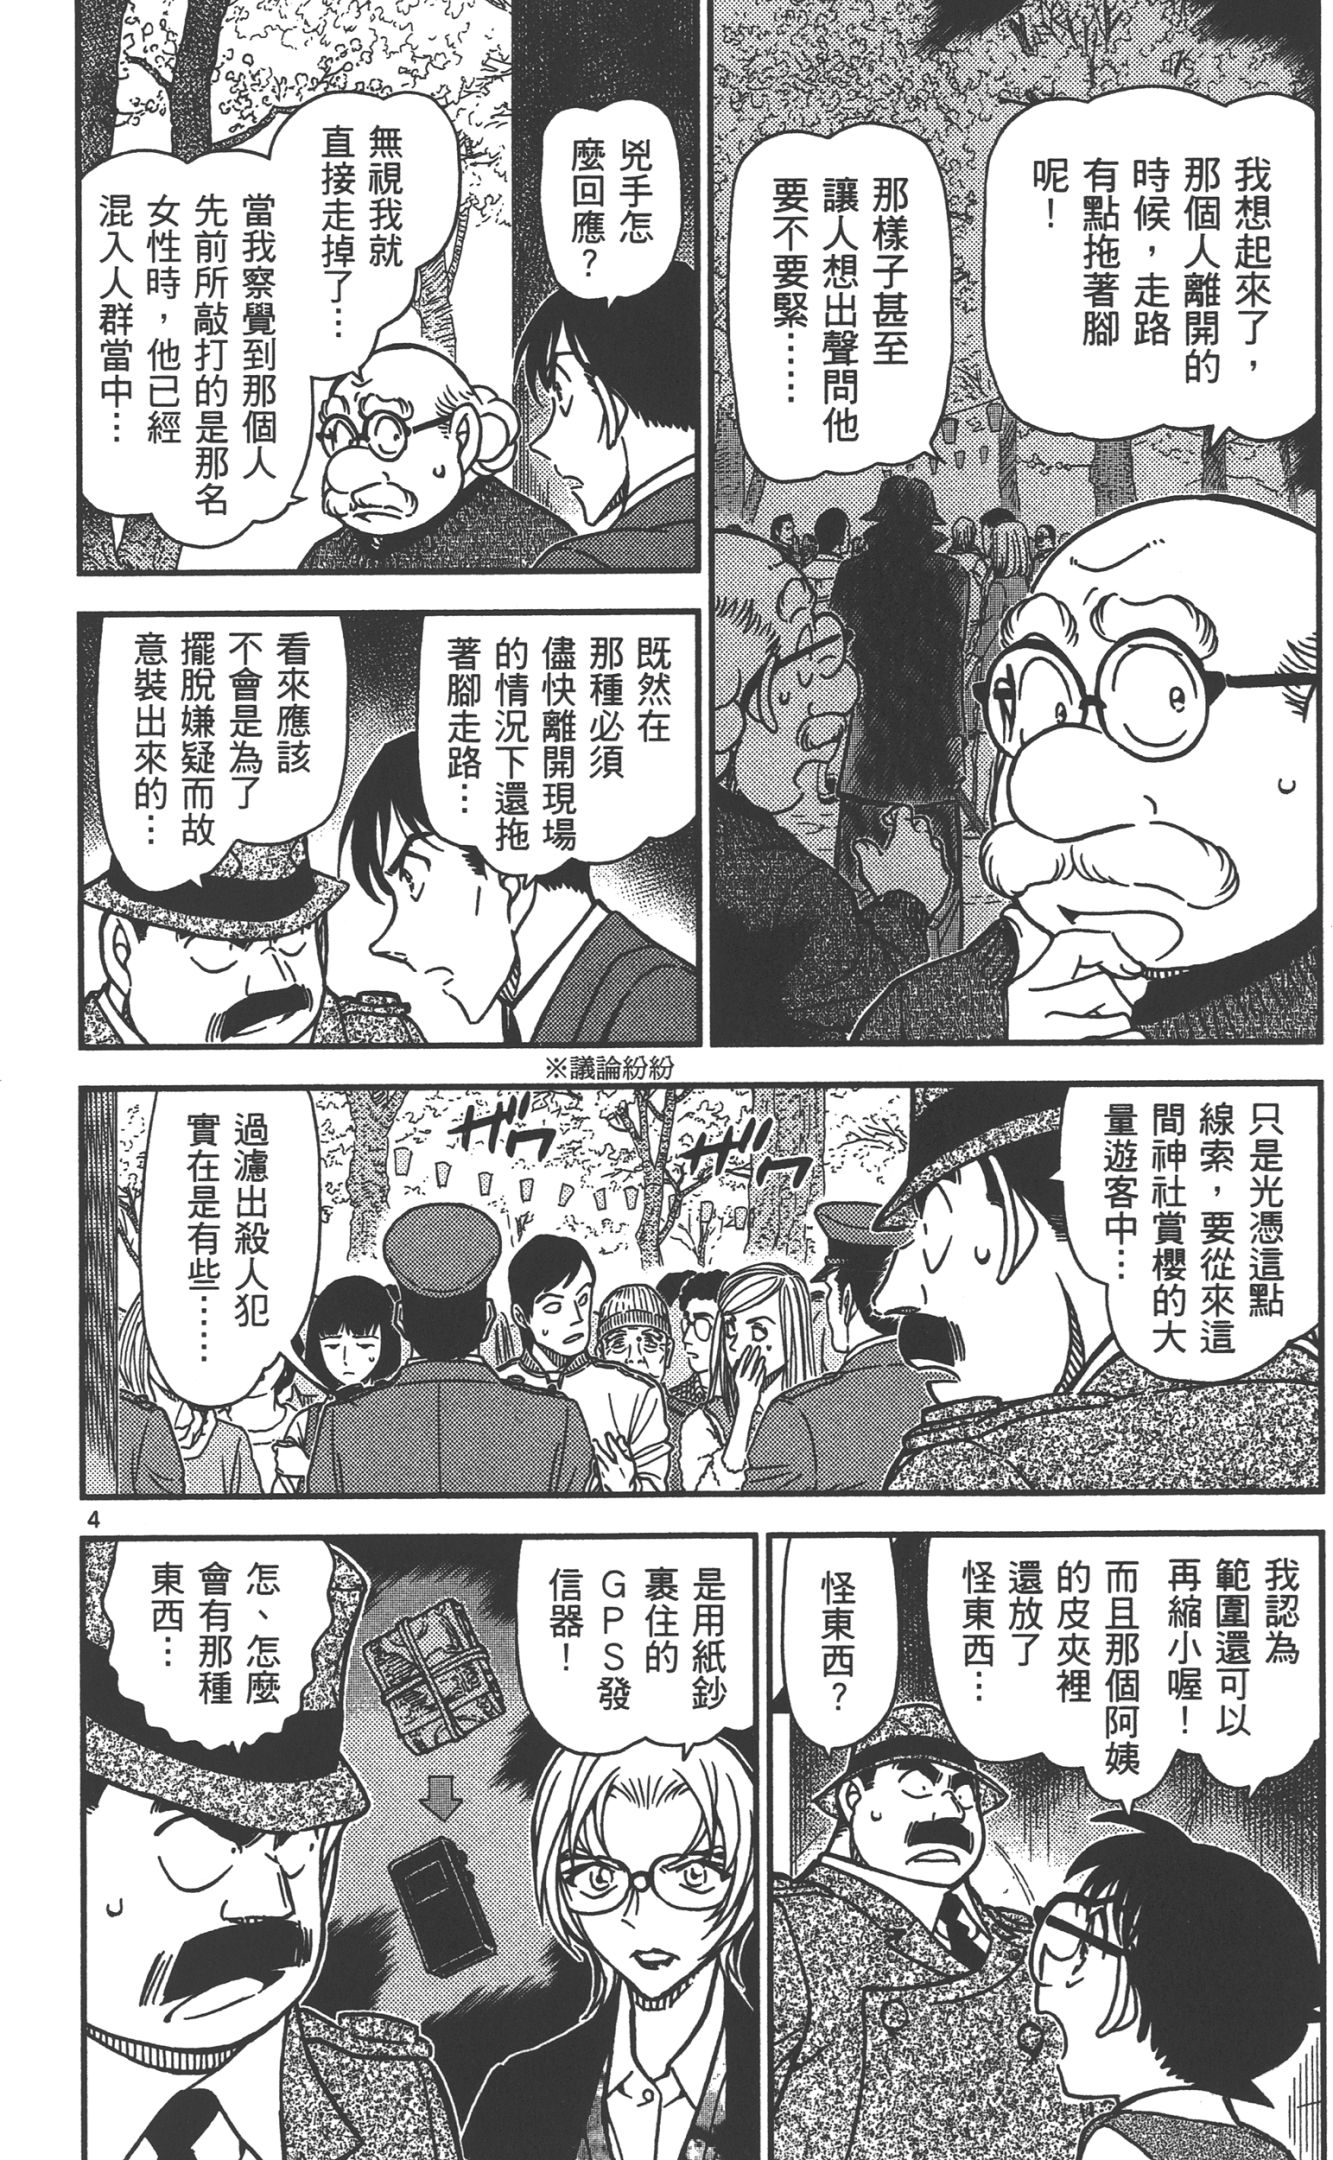 我想起來了，
那個人離開的
時候，走路
有點拖著腳
呢！
那樣子甚至
讓人想出聲問他
要不要緊……
兇手怎
麼回應？
無視我就
直接走掉了…
當我察覺到那個人
先前所敲打的是那名
女性時，他已經
混入人群當中…
既然在
那種必須
儘快離開現場
的情況下還拖
著腳走路…
看來應該
不會是為了
擺脫嫌疑而故
意裝出來的…
※議論紛紛
只是光憑這點
線索，要從來這
間神社賞櫻的大
量遊客中…
ザワ
ザワ
過濾出殺人犯
實在是有些……
4
我認為
範圍還可以
再縮小喔！
而且那個阿姨
的皮夾裡
還放了
怪東西…
怪東西？
是用紙鈔
裹住的
GPS發
信器！
怎、怎麼
會有那種
東西…